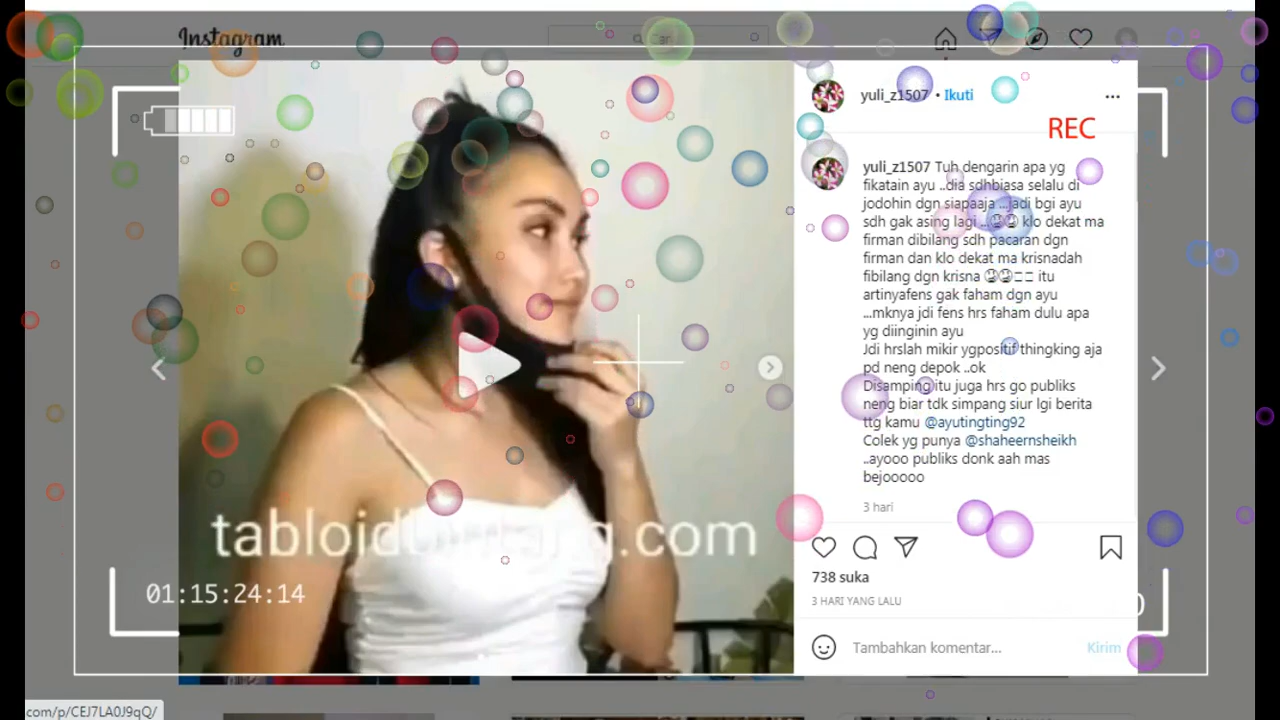 Instagram
Cari
yuli_z1507 • Ikuti
REC
yuli_z1507 Tuh dengarin apa yg
fikatain ayu ..dia sdhbiasa selalu di
jodohin dgn siapaaja ...jadi bgi ayu
sdh gak asing lagi ... klo dekat ma
firman dibilang sdh pacaran dgn
firman dan klo dekat ma krisnadah
fibilang dgn krisna itu
artinyafens gak faham dgn ayu
...mknya jdi fens hrs faham dulu apa
yg diinginin ayu
Jdi hrslah mikir ygpositif thingking aja
pd neng depok ..ok
Disamping itu juga hrs go publiks
neng biar tdk simpang siur lgi berita
ttg kamu @ayutingting92
Colek yg punya @shaheernsheikh
..ayooo publiks donk aah mas
bejooooo
3 hari
tabloidbintang.com
738 suka
01:15:24:14
3 HARI YANG LALU
Tambahkan komentar...
Kirim
com/p/CEJ7LA0J9qQ/